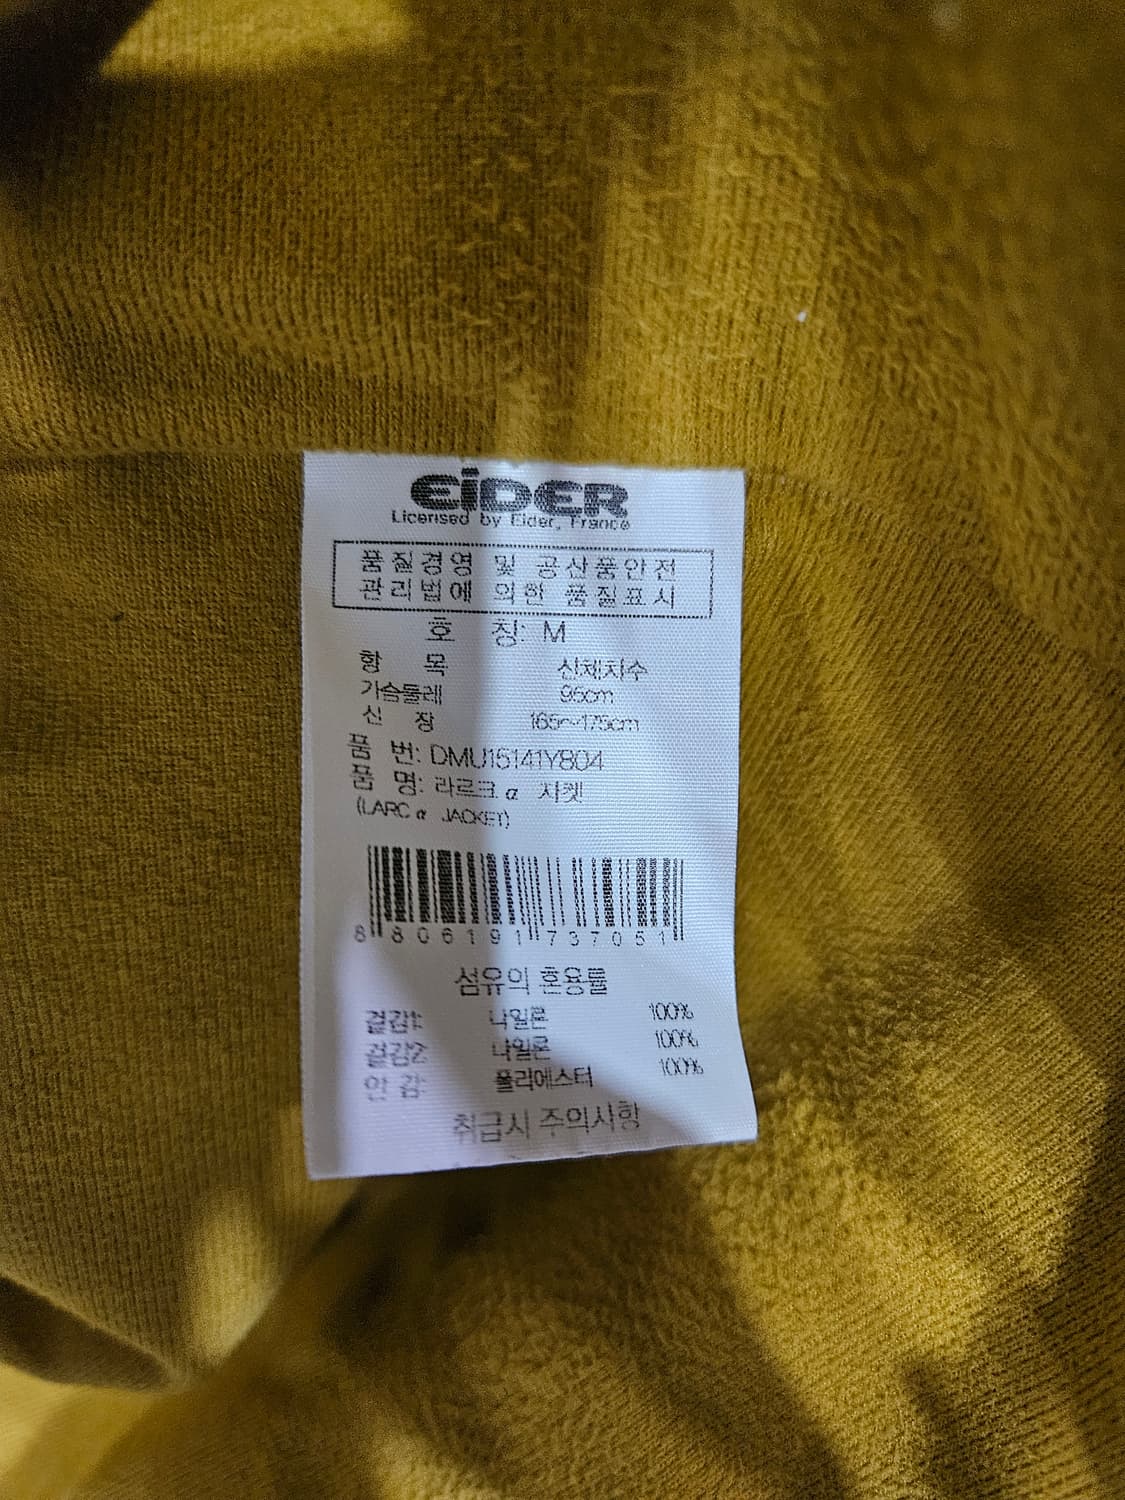 EiDER
Licensed by Eider, France
품질경영 및 공산품안전
관리법에 의한 품질표시
호 칭: M
항 목 신체치수
가슴둘레 95cm
신 장 165~175cm
품 번: DMU15141Y804
품 명: 라르크 α 자켓
(LARC α JACKET)
8 806191 737051
섬유의 혼용률
겉감1: 나일론 100%
겉감2: 나일론 100%
안 감: 폴리에스터 100%
취급시 주의사항